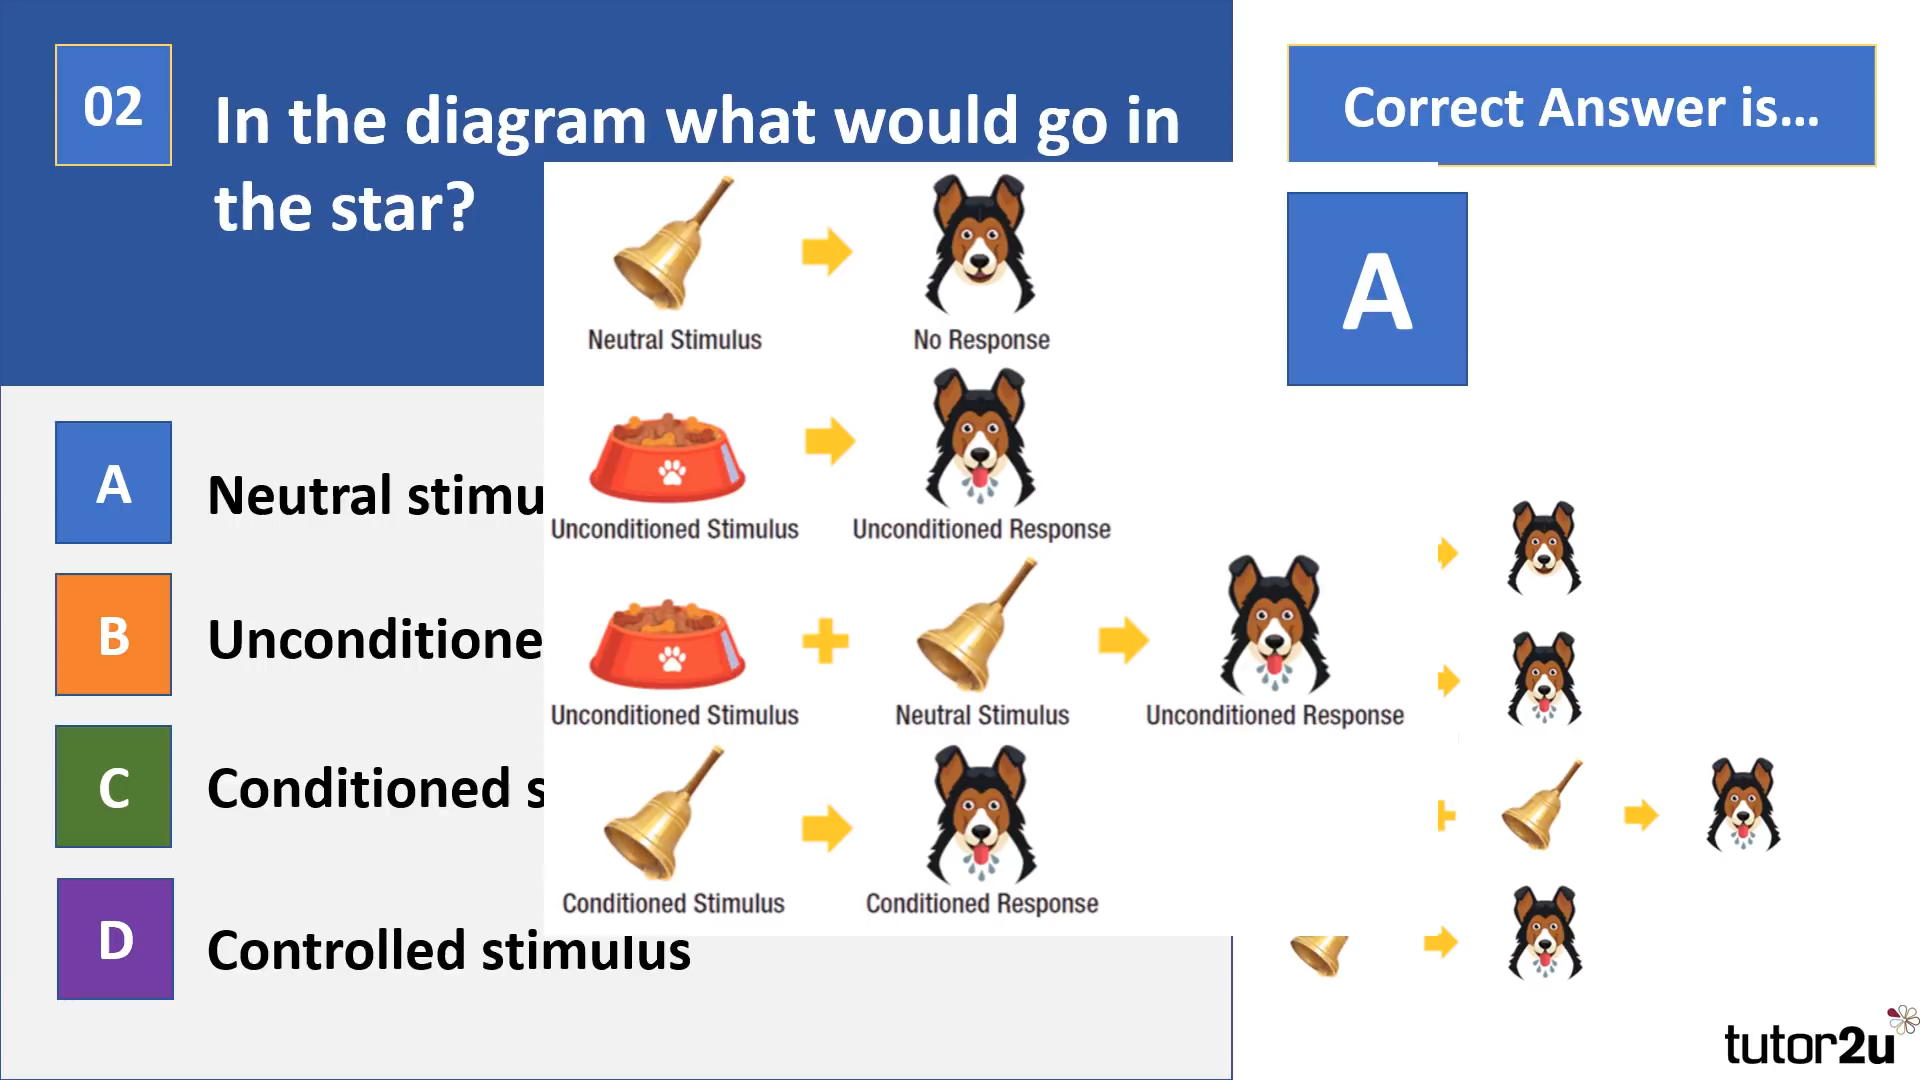 02
In the diagram what would go in
the star?
Correct Answer is...
A
Neutral Stimulus
No Response
Unconditioned Stimulus
Unconditioned Response
Unconditioned Stimulus
Neutral Stimulus
Unconditioned Response
Conditioned Stimulus
Conditioned Response
A
Neutral stimu
B
Unconditione
C
Conditioned s
D
Controlled stimulus
tutor2u